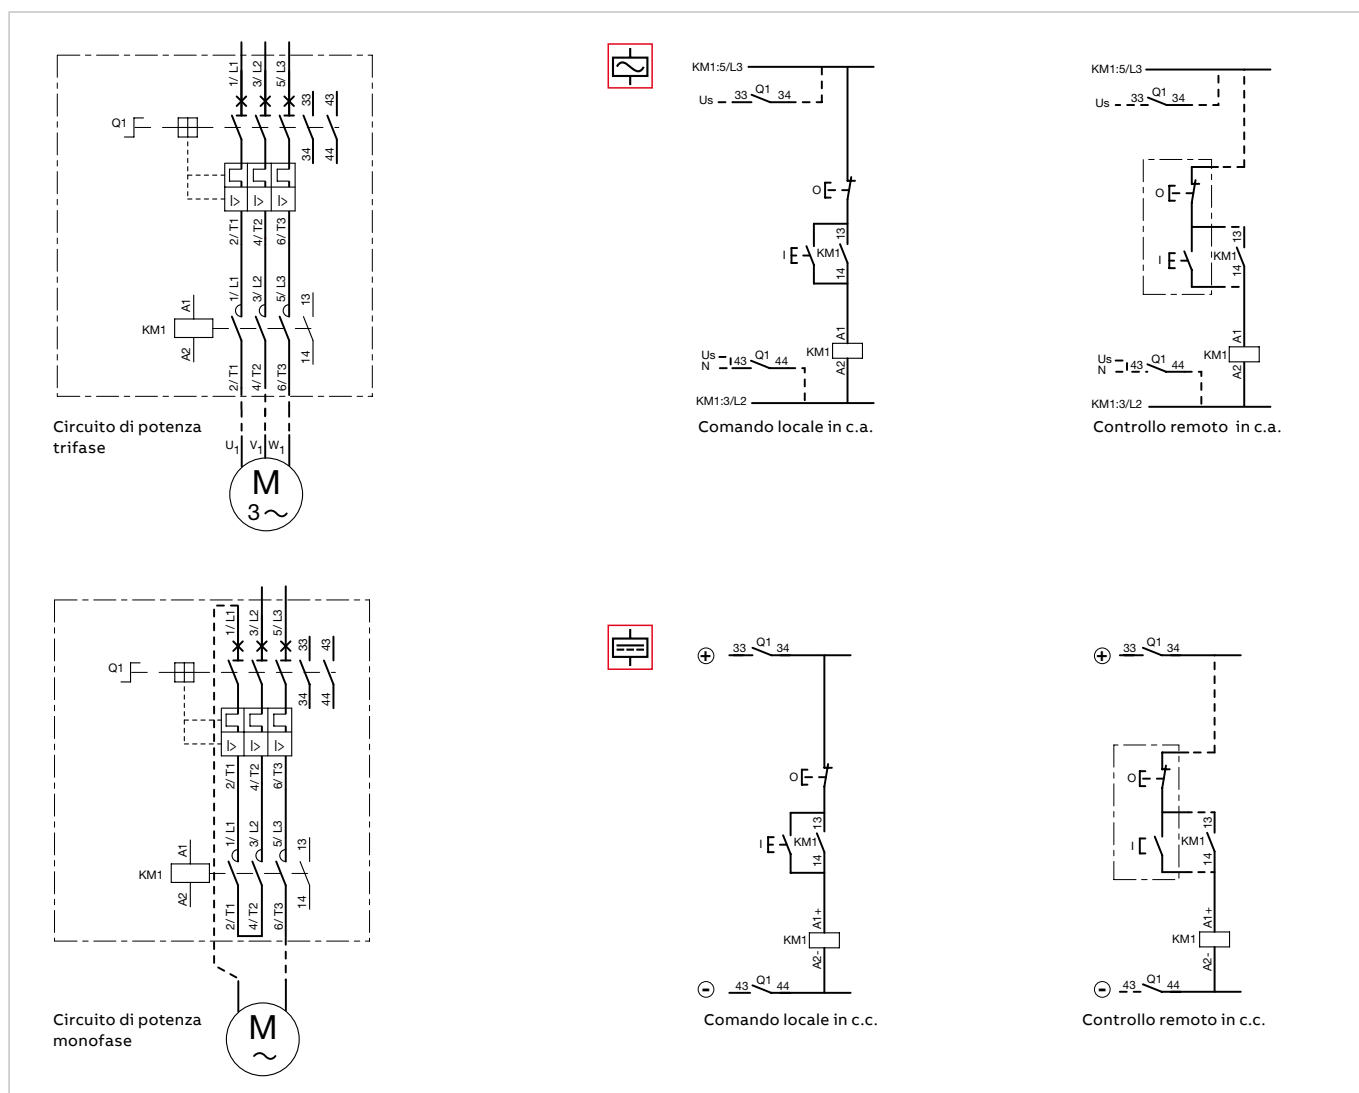 1/ L1 3/ L2 5/ L3 33 43
Q1
34 44
I> I> I>
2/ T1 4/ T2 6/ T3
1/ L1 3/ L2 5/ L3 13
A1
KM1
A2
14
2/ T1 4/ T2 6/ T3
Circuito di potenza
trifase
U1 V1 W1
M
3~
KM1:5/L3
Us 33 Q1 34
O
13
I KM1
14
A1
KM1
A2
Us
N 43 Q1 44
KM1:3/L2
Comando locale in c.a.
KM1:5/L3
Us 33 Q1 34
O
13
I KM1
14
A1
KM1
A2
Us
N 43 Q1 44
KM1:3/L2
Controllo remoto in c.a.
1/ L1 3/ L2 5/ L3 33 43
Q1
34 44
I> I> I>
2/ T1 4/ T2 6/ T3
1/ L1 3/ L2 5/ L3 13
A1
KM1
A2
14
2/ T1 4/ T2 6/ T3
Circuito di potenza
monofase
M
~
+ 33 Q1 34
O
13
I KM1
14
A1+
KM1
A2-
- 43 Q1 44
Comando locale in c.c.
+ 33 Q1 34
O
13
I KM1
14
A1+
KM1
A2-
- 43 Q1 44
Controllo remoto in c.c.